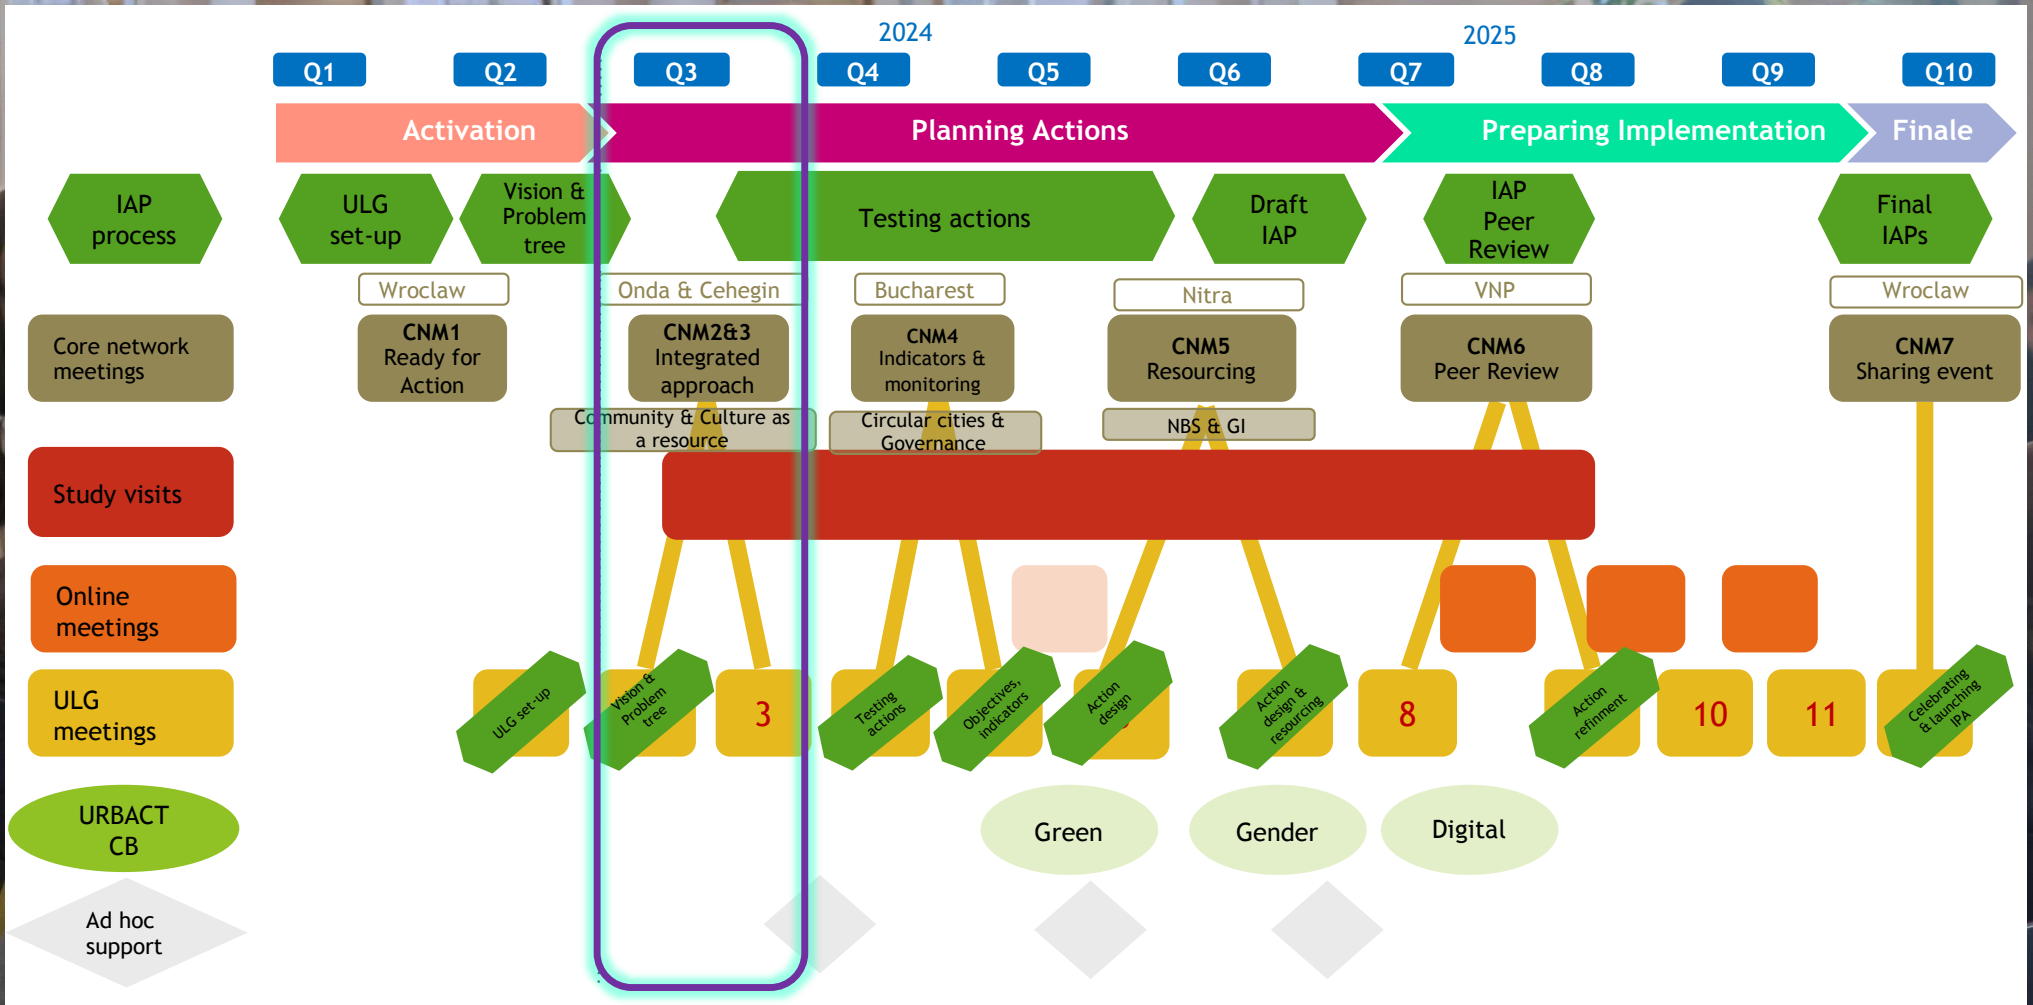 2024
2025
Q1
Q2
Q3
Q4
Q5
Q6
Q7
Q8
Q9
Q10
Activation
Planning Actions
Preparing Implementation
Finale
IAP
process
ULG
set-up
Vision &
Problem
tree
Testing actions
Draft
IAP
IAP
Peer
Review
Final
IAPs
Wroclaw
Onda & Cehegin
Bucharest
Nitra
VNP
Wroclaw
Core network
meetings
CNM1
Ready for
Action
CNM2&3
Integrated
approach
CNM4
Indicators &
monitoring
CNM5
Resourcing
CNM6
Peer Review
CNM7
Sharing event
Community & Culture as
a resource
Circular cities &
Governance
NBS & GI
Study visits
Online
meetings
ULG
meetings
ULG set-up
Vision &
Problem
tree
3
Testing
actions
Objectives,
indicators
Action
design
Action
design &
resourcing
8
Action
refinment
10
11
Celebrating
& launching
IPA
URBACT
CB
Green
Gender
Digital
Ad hoc
support